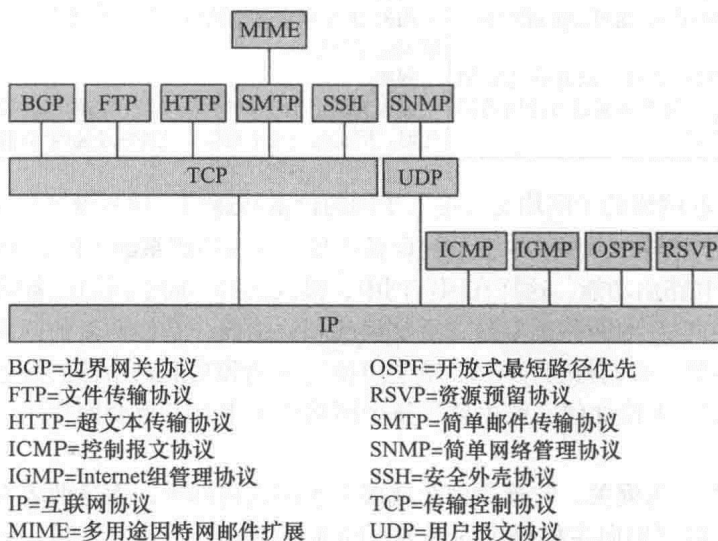 MIME
BGP FTP HTTP SMTP SSH SNMP
TCP UDP
ICMP IGMP OSPF RSVP
IP
BGP=边界网关协议
FTP=文件传输协议
HTTP=超文本传输协议
ICMP=控制报文协议
IGMP=Internet组管理协议
IP=互联网协议
MIME=多用途因特网邮件扩展
OSPF=开放式最短路径优先
RSVP=资源预留协议
SMTP=简单邮件传输协议
SNMP=简单网络管理协议
SSH=安全外壳协议
TCP=传输控制协议
UDP=用户报文协议